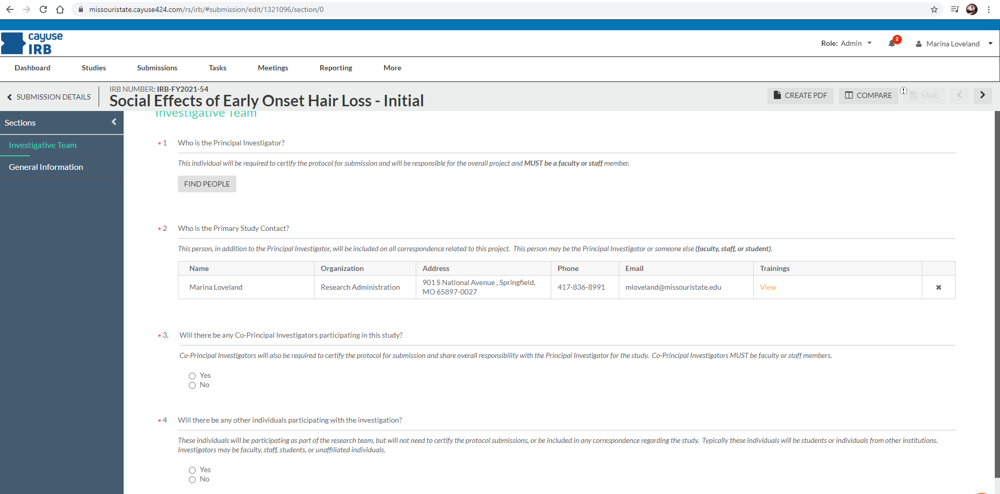 missouristate.cayuse424.com/rs/irb/#submission/edit/1321096/section/0
cayuse
IRB
Role: Admin
2
Marina Loveland
Dashboard
Studies
Submissions
Tasks
Meetings
Reporting
More
SUBMISSION DETAILS
IRB NUMBER: IRB-FY2021-54
Social Effects of Early Onset Hair Loss - Initial
CREATE PDF
COMPARE
SAVE
Sections
Investigative Team
General Information
Investigative Team
* 1 Who is the Principal Investigator?
This individual will be required to certify the protocol for submission and will be responsible for the overall project and MUST be a faculty or staff member.
FIND PEOPLE
* 2 Who is the Primary Study Contact?
This person, in addition to the Principal Investigator, will be included on all correspondence related to this project. This person may be the Principal Investigator or someone else (faculty, staff, or student).
Name Organization Address Phone Email Trainings
Marina Loveland Research Administration 901 S National Avenue , Springfield, MO 65897-0027 417-836-8991 mloveland@missouristate.edu View
* 3. Will there be any Co-Principal Investigators participating in this study?
Co-Principal Investigators will also be required to certify the protocol for submission and share overall responsibility with the Principal Investigator for the study. Co-Principal Investigators MUST be faculty or staff members.
Yes
No
* 4 Will there be any other individuals participating with the investigation?
These individuals will be participating as part of the research team, but will not need to certify the protocol submissions, or be included in any correspondence regarding the study. Typically these individuals will be students or individuals from other institutions.
Investigators may be faculty, staff, students, or unaffiliated individuals.
Yes
No